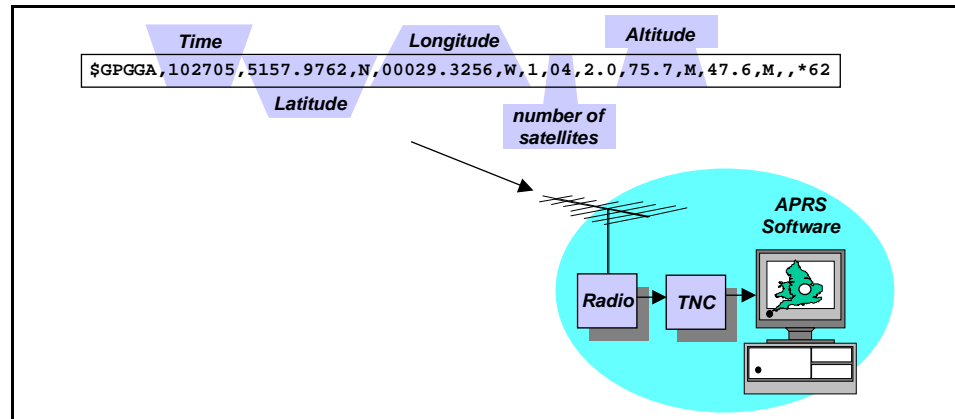 Time
Longitude
Altitude
$GPGGA,102705,5157.9762,N,00029.3256,W,1,04,2.0,75.7,M,47.6,M,,*62
Latitude
number of
satellites
APRS
Software
Radio
TNC